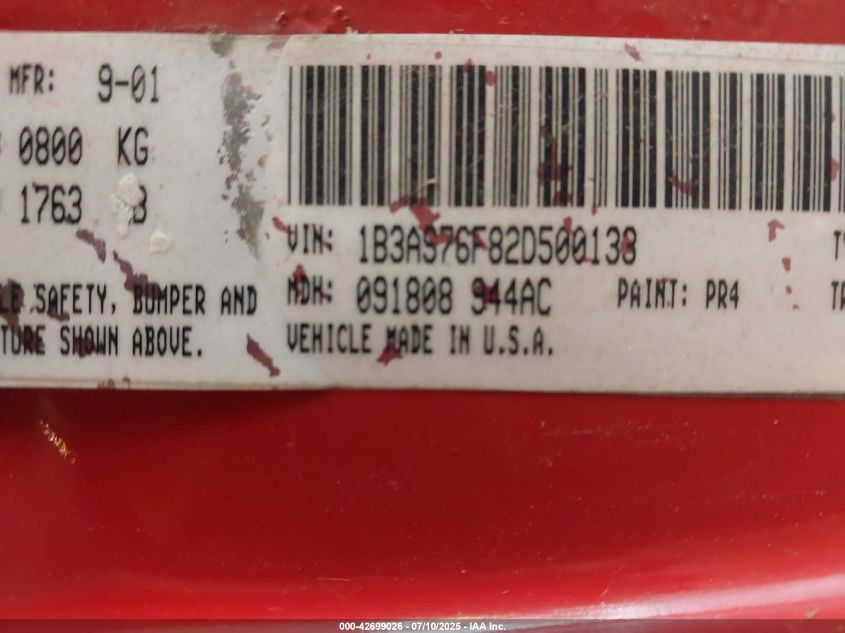 MFR: 9-01
0800 KG
1763 B
VIN: 1B3AS76F82D500138
MDH: 091808 944AC PAINT: PR4
LE SAFETY, BUMPER AND
TURE SHOWN ABOVE.
VEHICLE MADE IN U.S.A.
000-42699026 - 07/10/2025 - IAA Inc.